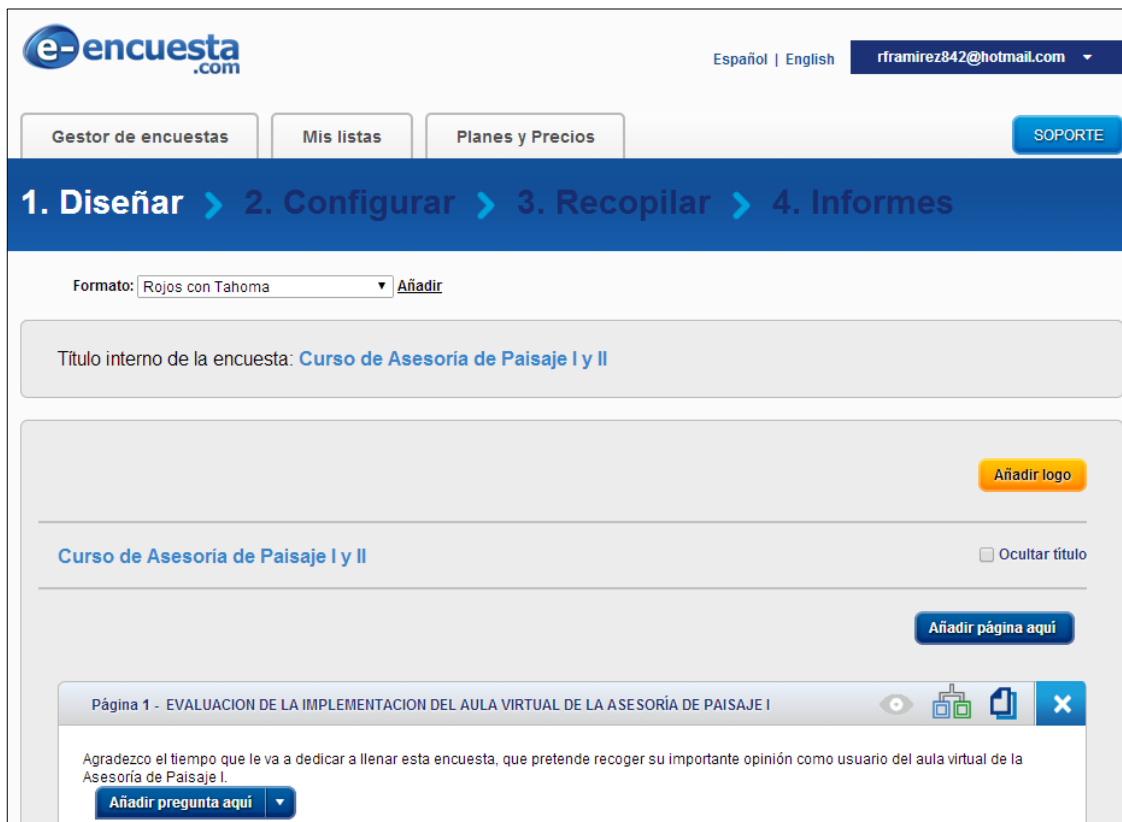 e-encuesta
.com
Español | English
rframirez842@hotmail.com
Gestor de encuestas
Mis listas
Planes y Precios
SOPORTE
1. Diseñar > 2. Configurar > 3. Recopilar > 4. Informes
Formato: Rojos con Tahoma Añadir
Título interno de la encuesta: Curso de Asesoría de Paisaje I y II
Añadir logo
Curso de Asesoría de Paisaje I y II
Ocultar título
Añadir página aquí
Página 1 - EVALUACION DE LA IMPLEMENTACION DEL AULA VIRTUAL DE LA ASESORÍA DE PAISAJE I
Agradezco el tiempo que le va a dedicar a llenar esta encuesta, que pretende recoger su importante opinión como usuario del aula virtual de la
Asesoría de Paisaje I.
Añadir pregunta aquí